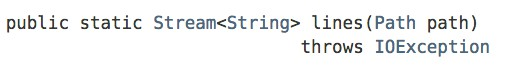 public static Stream<String> lines(Path path)
throws IOException